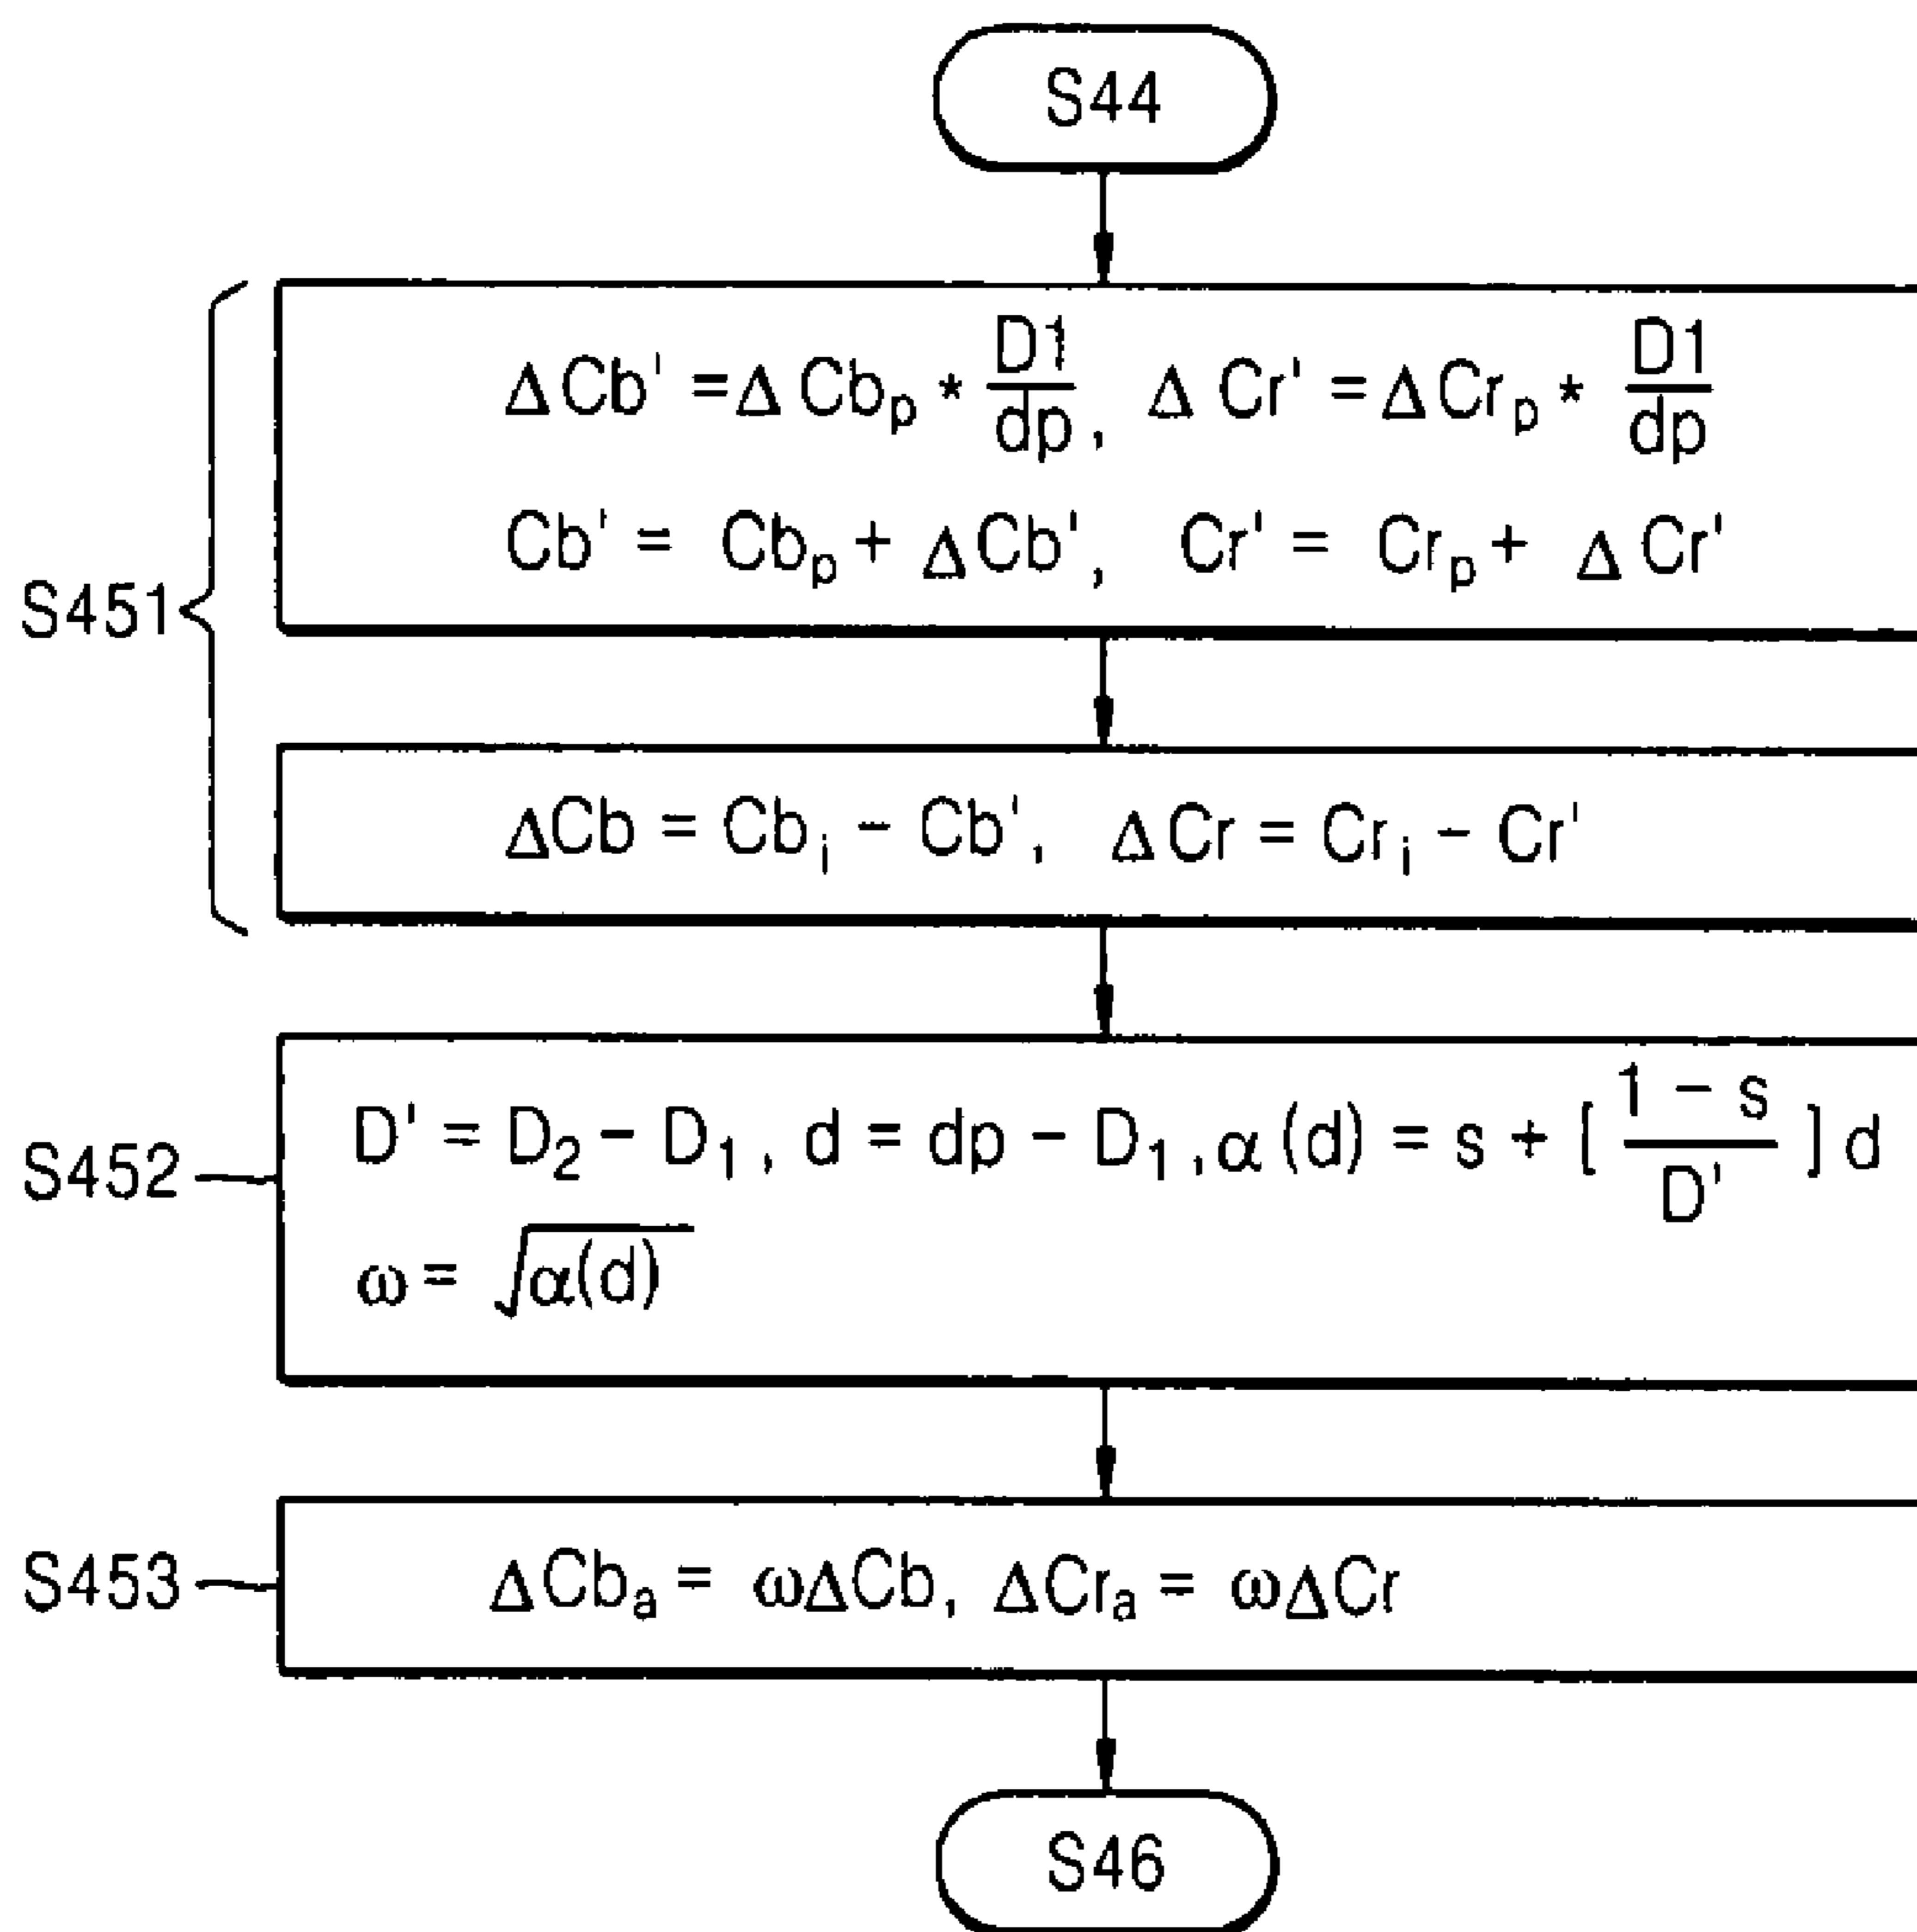 S44
ΔCb' = ΔCb_p * D1/dp, ΔCr' = ΔCr_p * D1/dp
Cb' = Cb_p + ΔCb', Cr' = Cr_p + ΔCr'
S451
ΔCb = Cb_i - Cb', ΔCr = Cr_i - Cr'
S452
D' = D_2 - D_1, d = dp - D_1, α(d) = s + [(1 - s)/D']d
ω = √α(d)
S453
ΔCb_a = ωΔCb, ΔCr_a = ωΔCr
S46